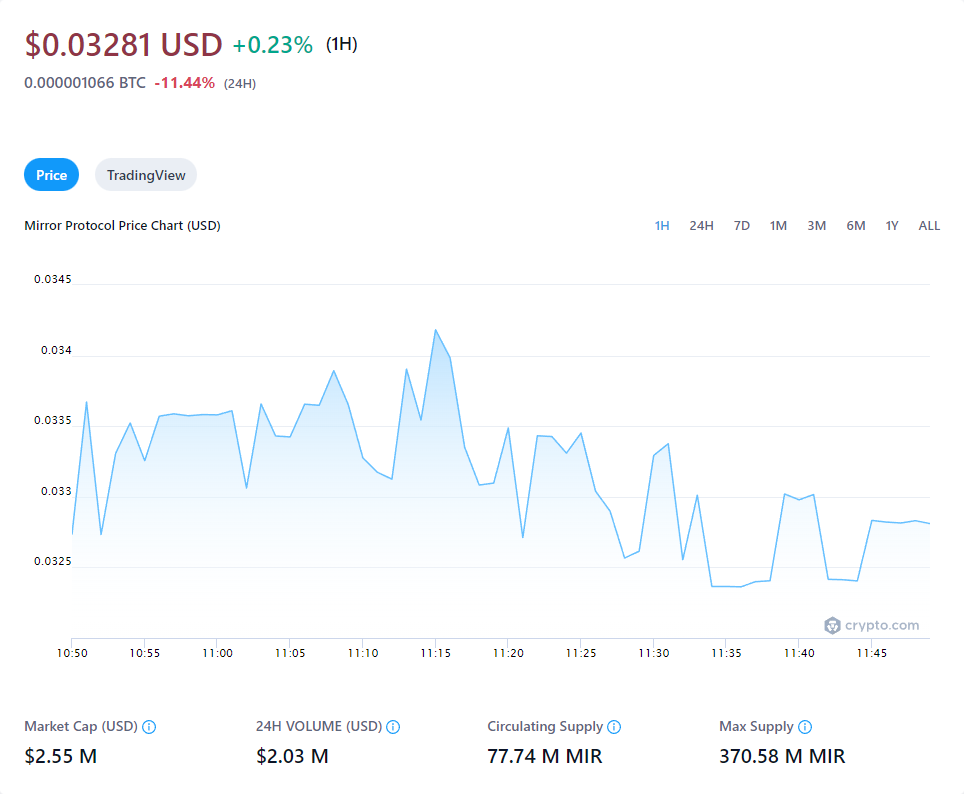 $0.03281 USD +0.23% (1H)
0.000001066 BTC -11.44% (24H)
Price TradingView
Mirror Protocol Price Chart (USD) 1H 24H 7D 1M 3M 6M 1Y ALL
0.0345
0.034
0.0335
0.033
0.0325
crypto.com
10:50 10:55 11:00 11:05 11:10 11:15 11:20 11:25 11:30 11:35 11:40 11:45
Market Cap (USD) 24H VOLUME (USD) Circulating Supply Max Supply
$2.55 M $2.03 M 77.74 M MIR 370.58 M MIR